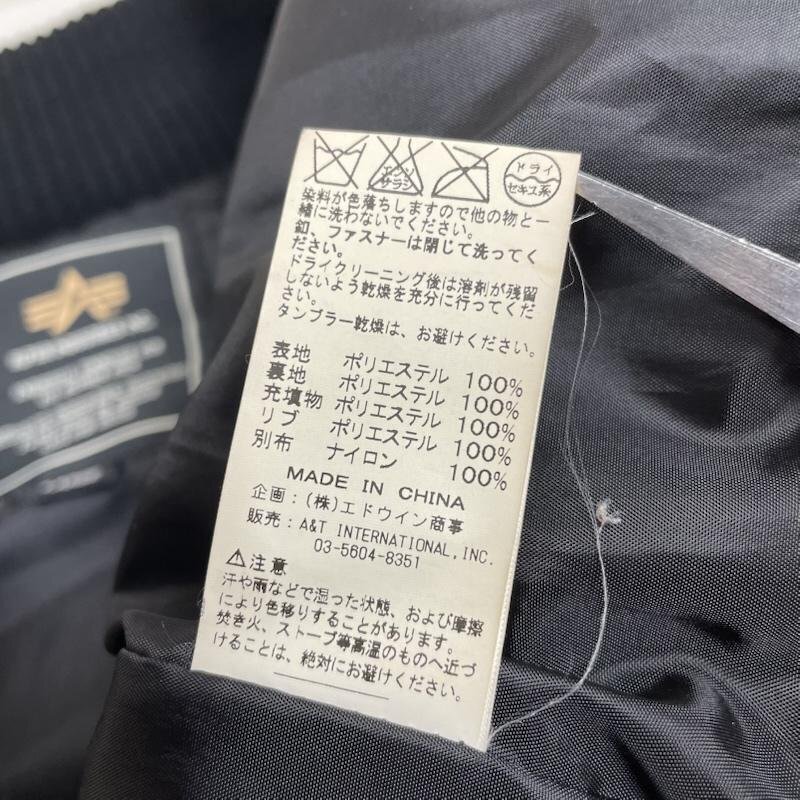 エンソ
サラシ
ドライ
セキユ系
染料が色落ちしますので他の物と一
緒に洗わないでください。
釦、ファスナーは閉じて洗ってく
ださい。
ドライクリーニング後は溶剤が残留
しないよう乾燥を充分に行ってくだ
さい。
タンブラー乾燥は、お避けください。
表地 ポリエステル 100%
裏地 ポリエステル 100%
充填物 ポリエステル 100%
リブ ポリエステル 100%
別布 ナイロン 100%
MADE IN CHINA
企画:(株)エドウイン商事
販売:A&T INTERNATIONAL,INC.
03-5604-8351
⚠注意
汗や雨などで湿った状態、および摩擦
により色移りすることがあります。
焚き火、ストーブ等高温のものへ近づ
けることは、絶対にお避けください。